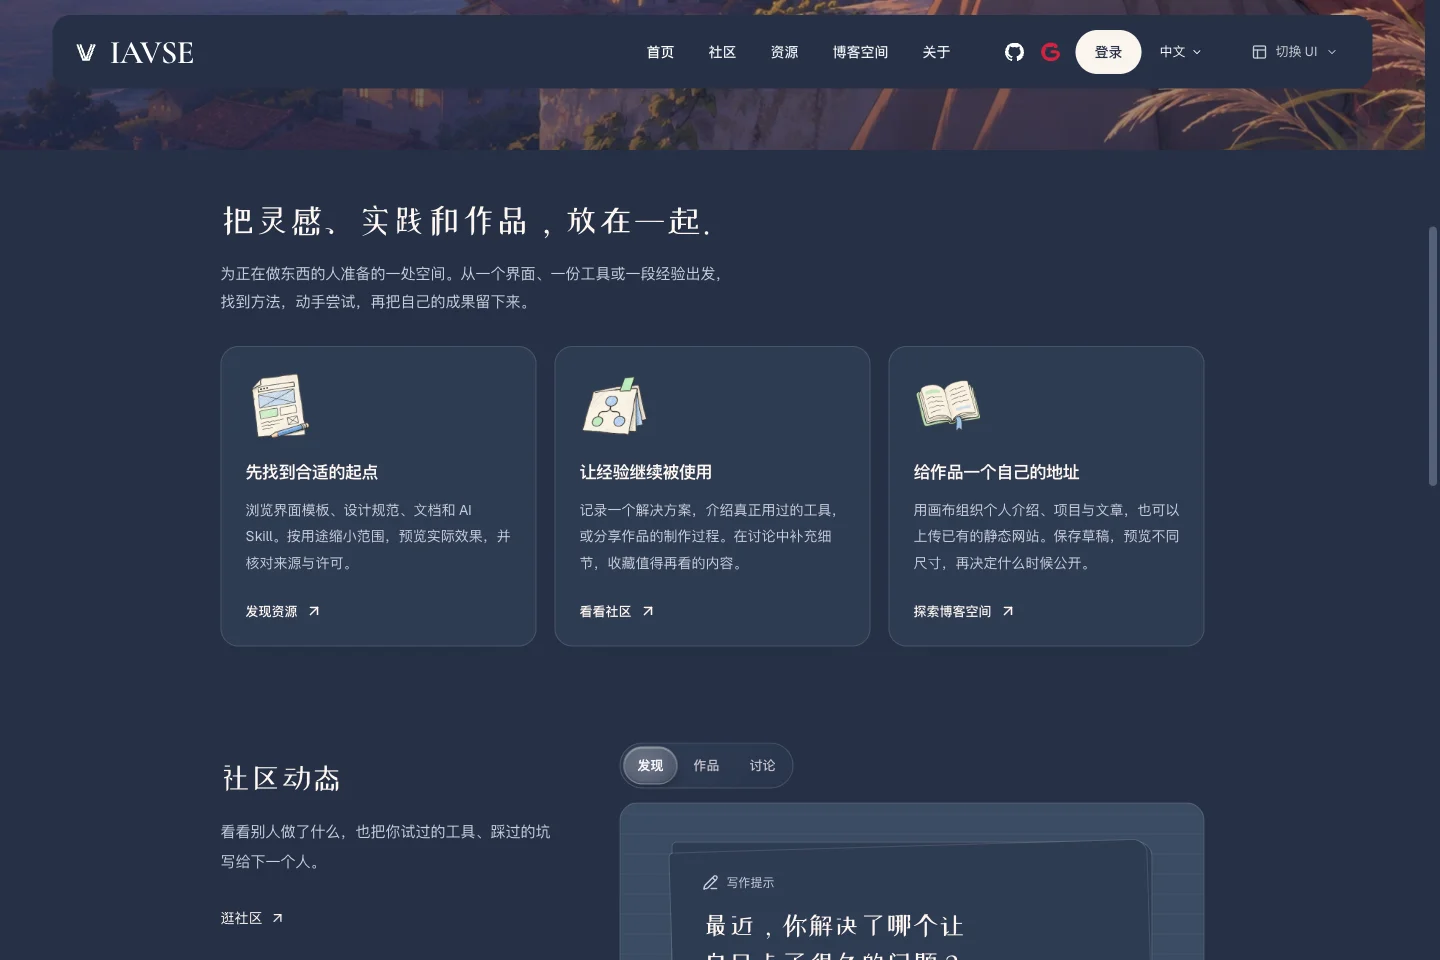 IAVSE
首页 社区 资源 博客空间 关于 登录 中文 切换 UI
把灵感、实践和作品，放在一起.
为正在做东西的人准备的一处空间。从一个界面、一份工具或一段经验出发，
找到方法，动手尝试，再把自己的成果留下来。
先找到合适的起点
浏览界面模板、设计规范、文档和 AI
Skill。按用途缩小范围，预览实际效果，并
核对来源与许可。
发现资源
让经验继续被使用
记录一个解决方案，介绍真正用过的工具，
或分享作品的制作过程。在讨论中补充细
节，收藏值得再看的内容。
看看社区
给作品一个自己的地址
用画布组织个人介绍、项目与文章，也可以
上传已有的静态网站。保存草稿，预览不同
尺寸，再决定什么时候公开。
探索博客空间
社区动态
看看别人做了什么，也把你试过的工具、踩过的坑
写给下一个人。
逛社区
发现 作品 讨论
写作提示
最近，你解决了哪个让
自己卡了很久的问题？